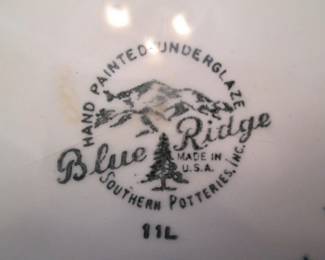 HAND PAINTED-UNDERGLAZE
Blue Ridge
MADE IN
U.S.A.
SOUTHERN POTTERIES, INC.
11L